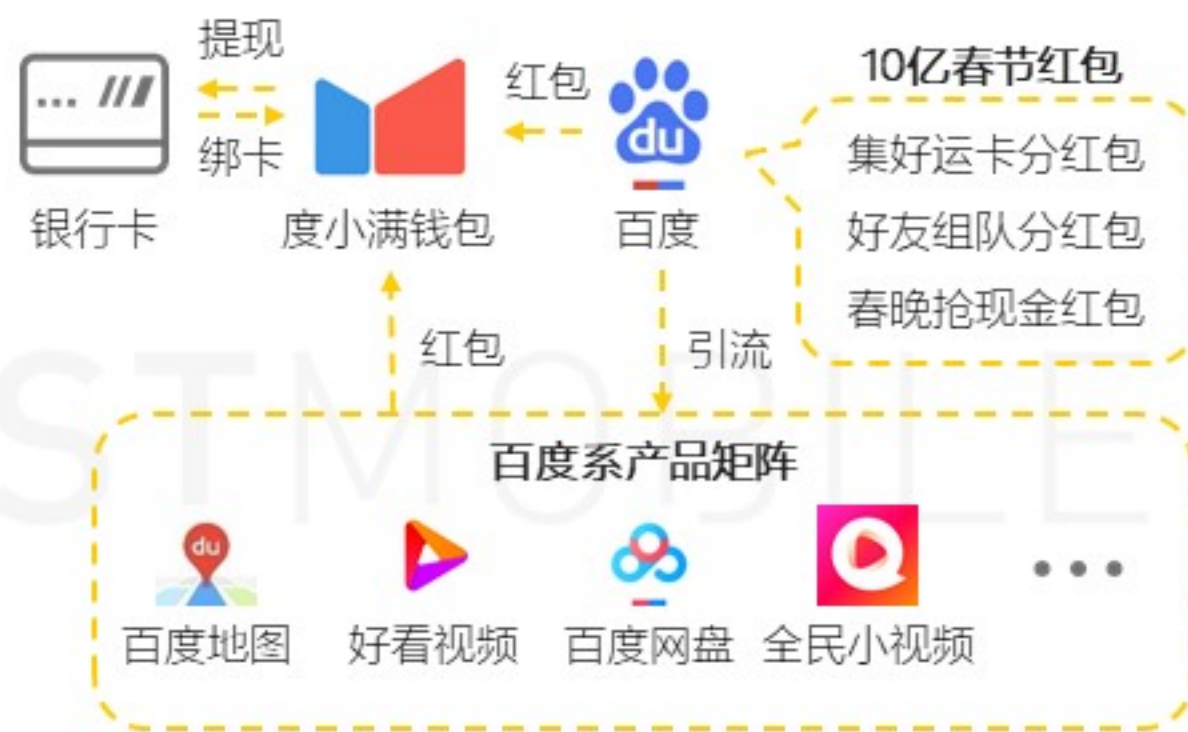 提现
绑卡
银行卡
度小满钱包
红包
du
百度
10亿春节红包
集好运卡分红包
好友组队分红包
春晚抢现金红包
红包
引流
STMOBILE
百度系产品矩阵
du
百度地图
好看视频
百度网盘
全民小视频